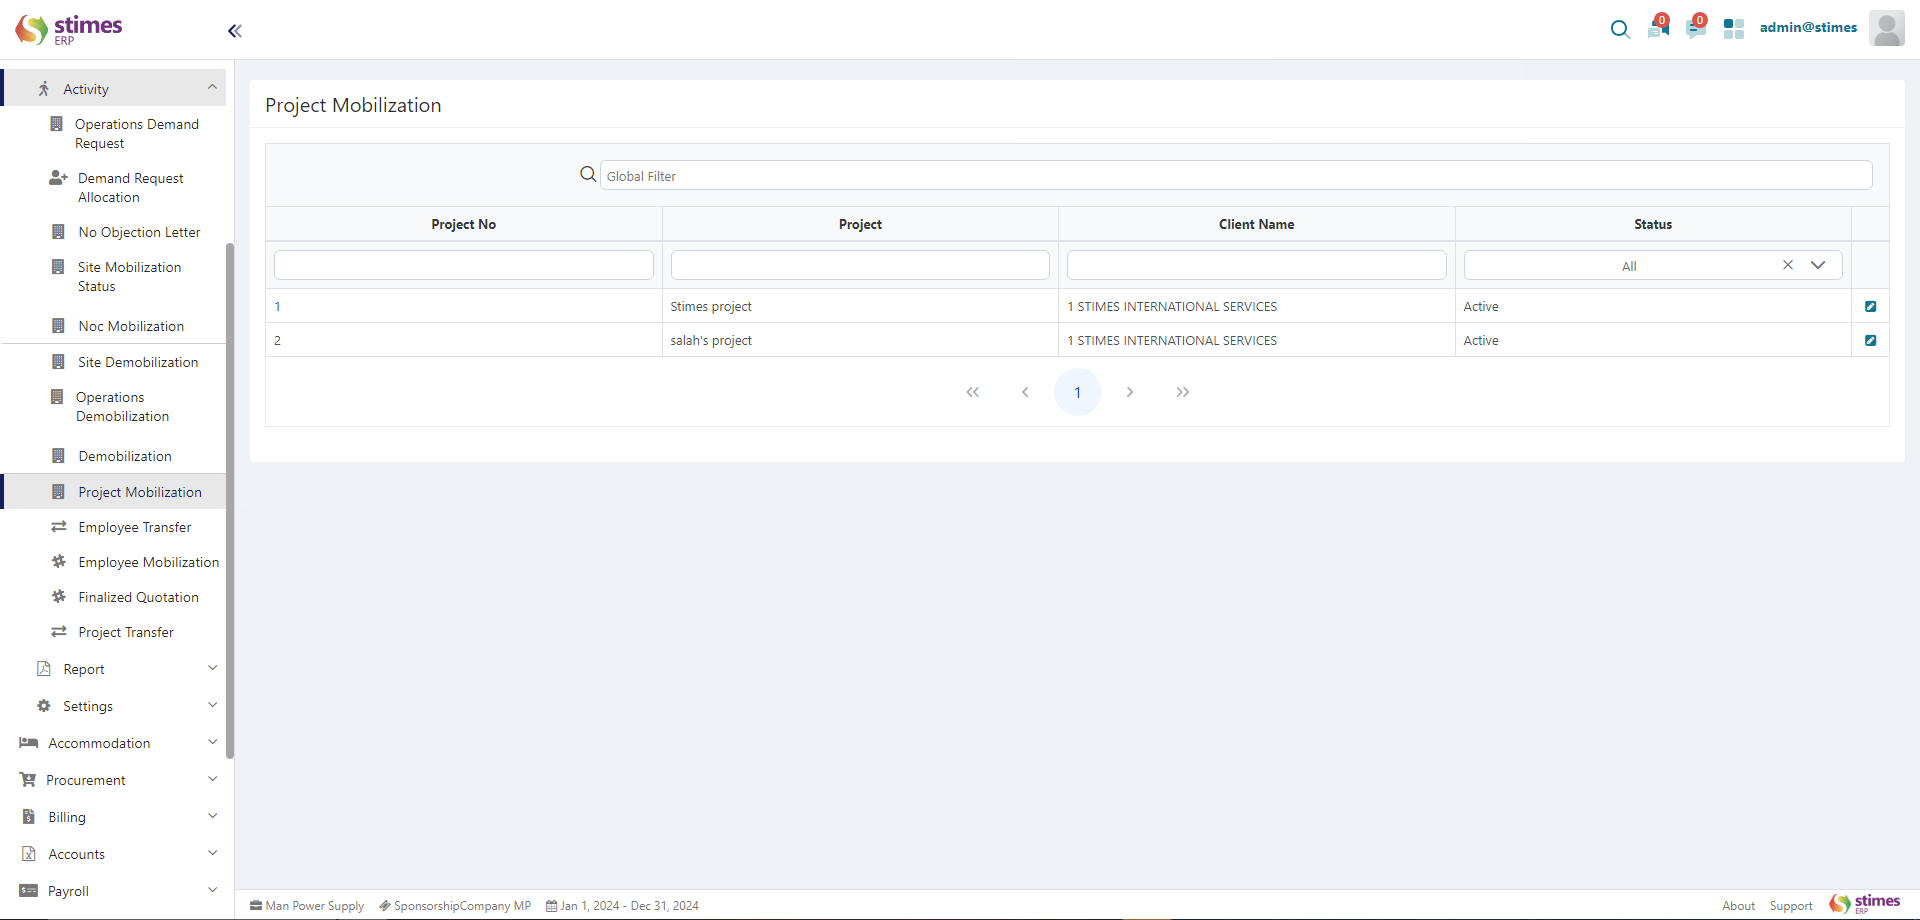 stimes
ERP
0
0
admin@stimes
Activity
Operations Demand
Request
Demand Request
Allocation
No Objection Letter
Site Mobilization
Status
Noc Mobilization
Site Demobilization
Operations
Demobilization
Demobilization
Project Mobilization
Employee Transfer
Employee Mobilization
Finalized Quotation
Project Transfer
Report
Settings
Accommodation
Procurement
Billing
Accounts
Payroll
Project Mobilization
Global Filter
Project No Project Client Name Status
All
1 Stimes project 1 STIMES INTERNATIONAL SERVICES Active
2 salah's project 1 STIMES INTERNATIONAL SERVICES Active
1
Man Power Supply SponsorshipCompany MP Jan 1, 2024 - Dec 31, 2024
About Support stimes
ERP